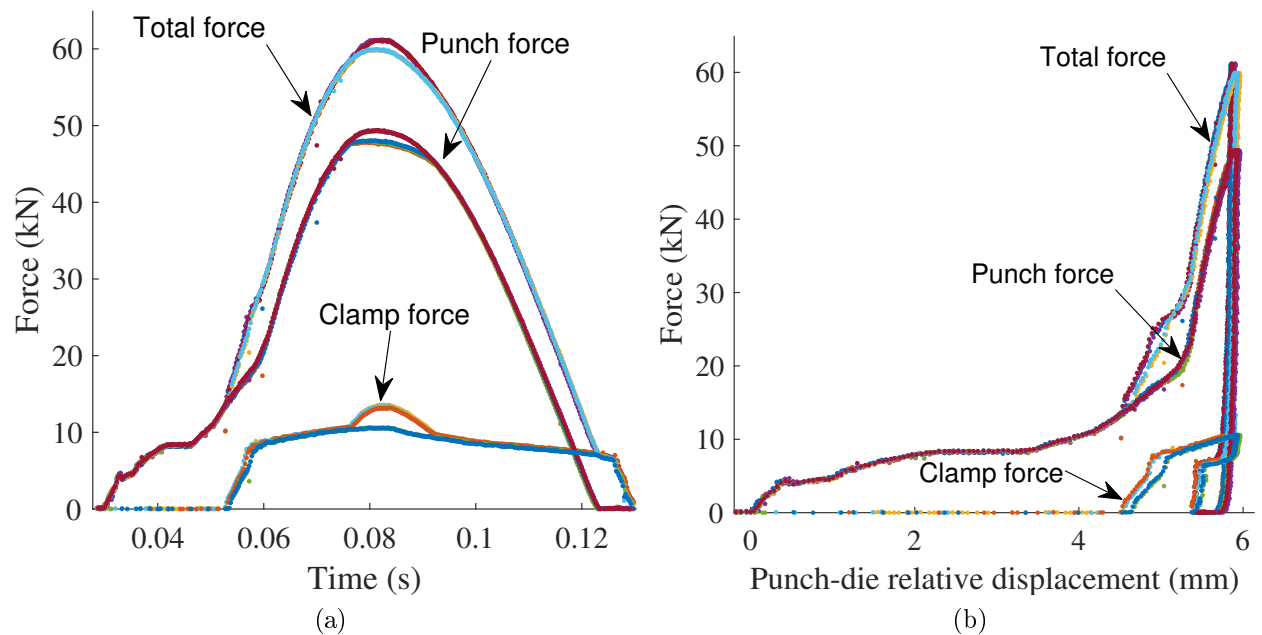 Total force
Punch force
Clamp force
60
50
40
30
20
10
0
Force (kN)
0.04 0.06 0.08 0.1 0.12
Time (s)
(a)
Total force
Punch force
Clamp force
60
50
40
30
20
10
0
Force (kN)
0 2 4 6
Punch-die relative displacement (mm)
(b)